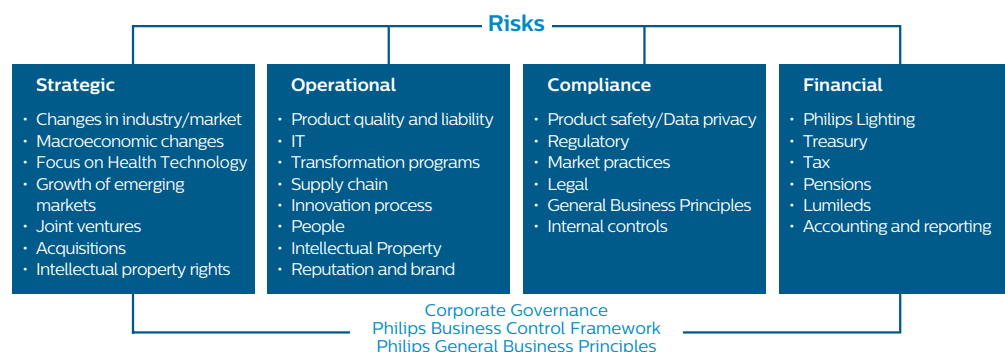 Risks
Strategic
· Changes in industry/market
· Macroeconomic changes
· Focus on Health Technology
· Growth of emerging
markets
· Joint ventures
· Acquisitions
· Intellectual property rights
Operational
· Product quality and liability
· IT
· Transformation programs
· Supply chain
· Innovation process
· People
· Intellectual Property
· Reputation and brand
Compliance
· Product safety/Data privacy
· Regulatory
· Market practices
· Legal
· General Business Principles
· Internal controls
Financial
· Philips Lighting
· Treasury
· Tax
· Pensions
· Lumileds
· Accounting and reporting
Corporate Governance
Philips Business Control Framework
Philips General Business Principles